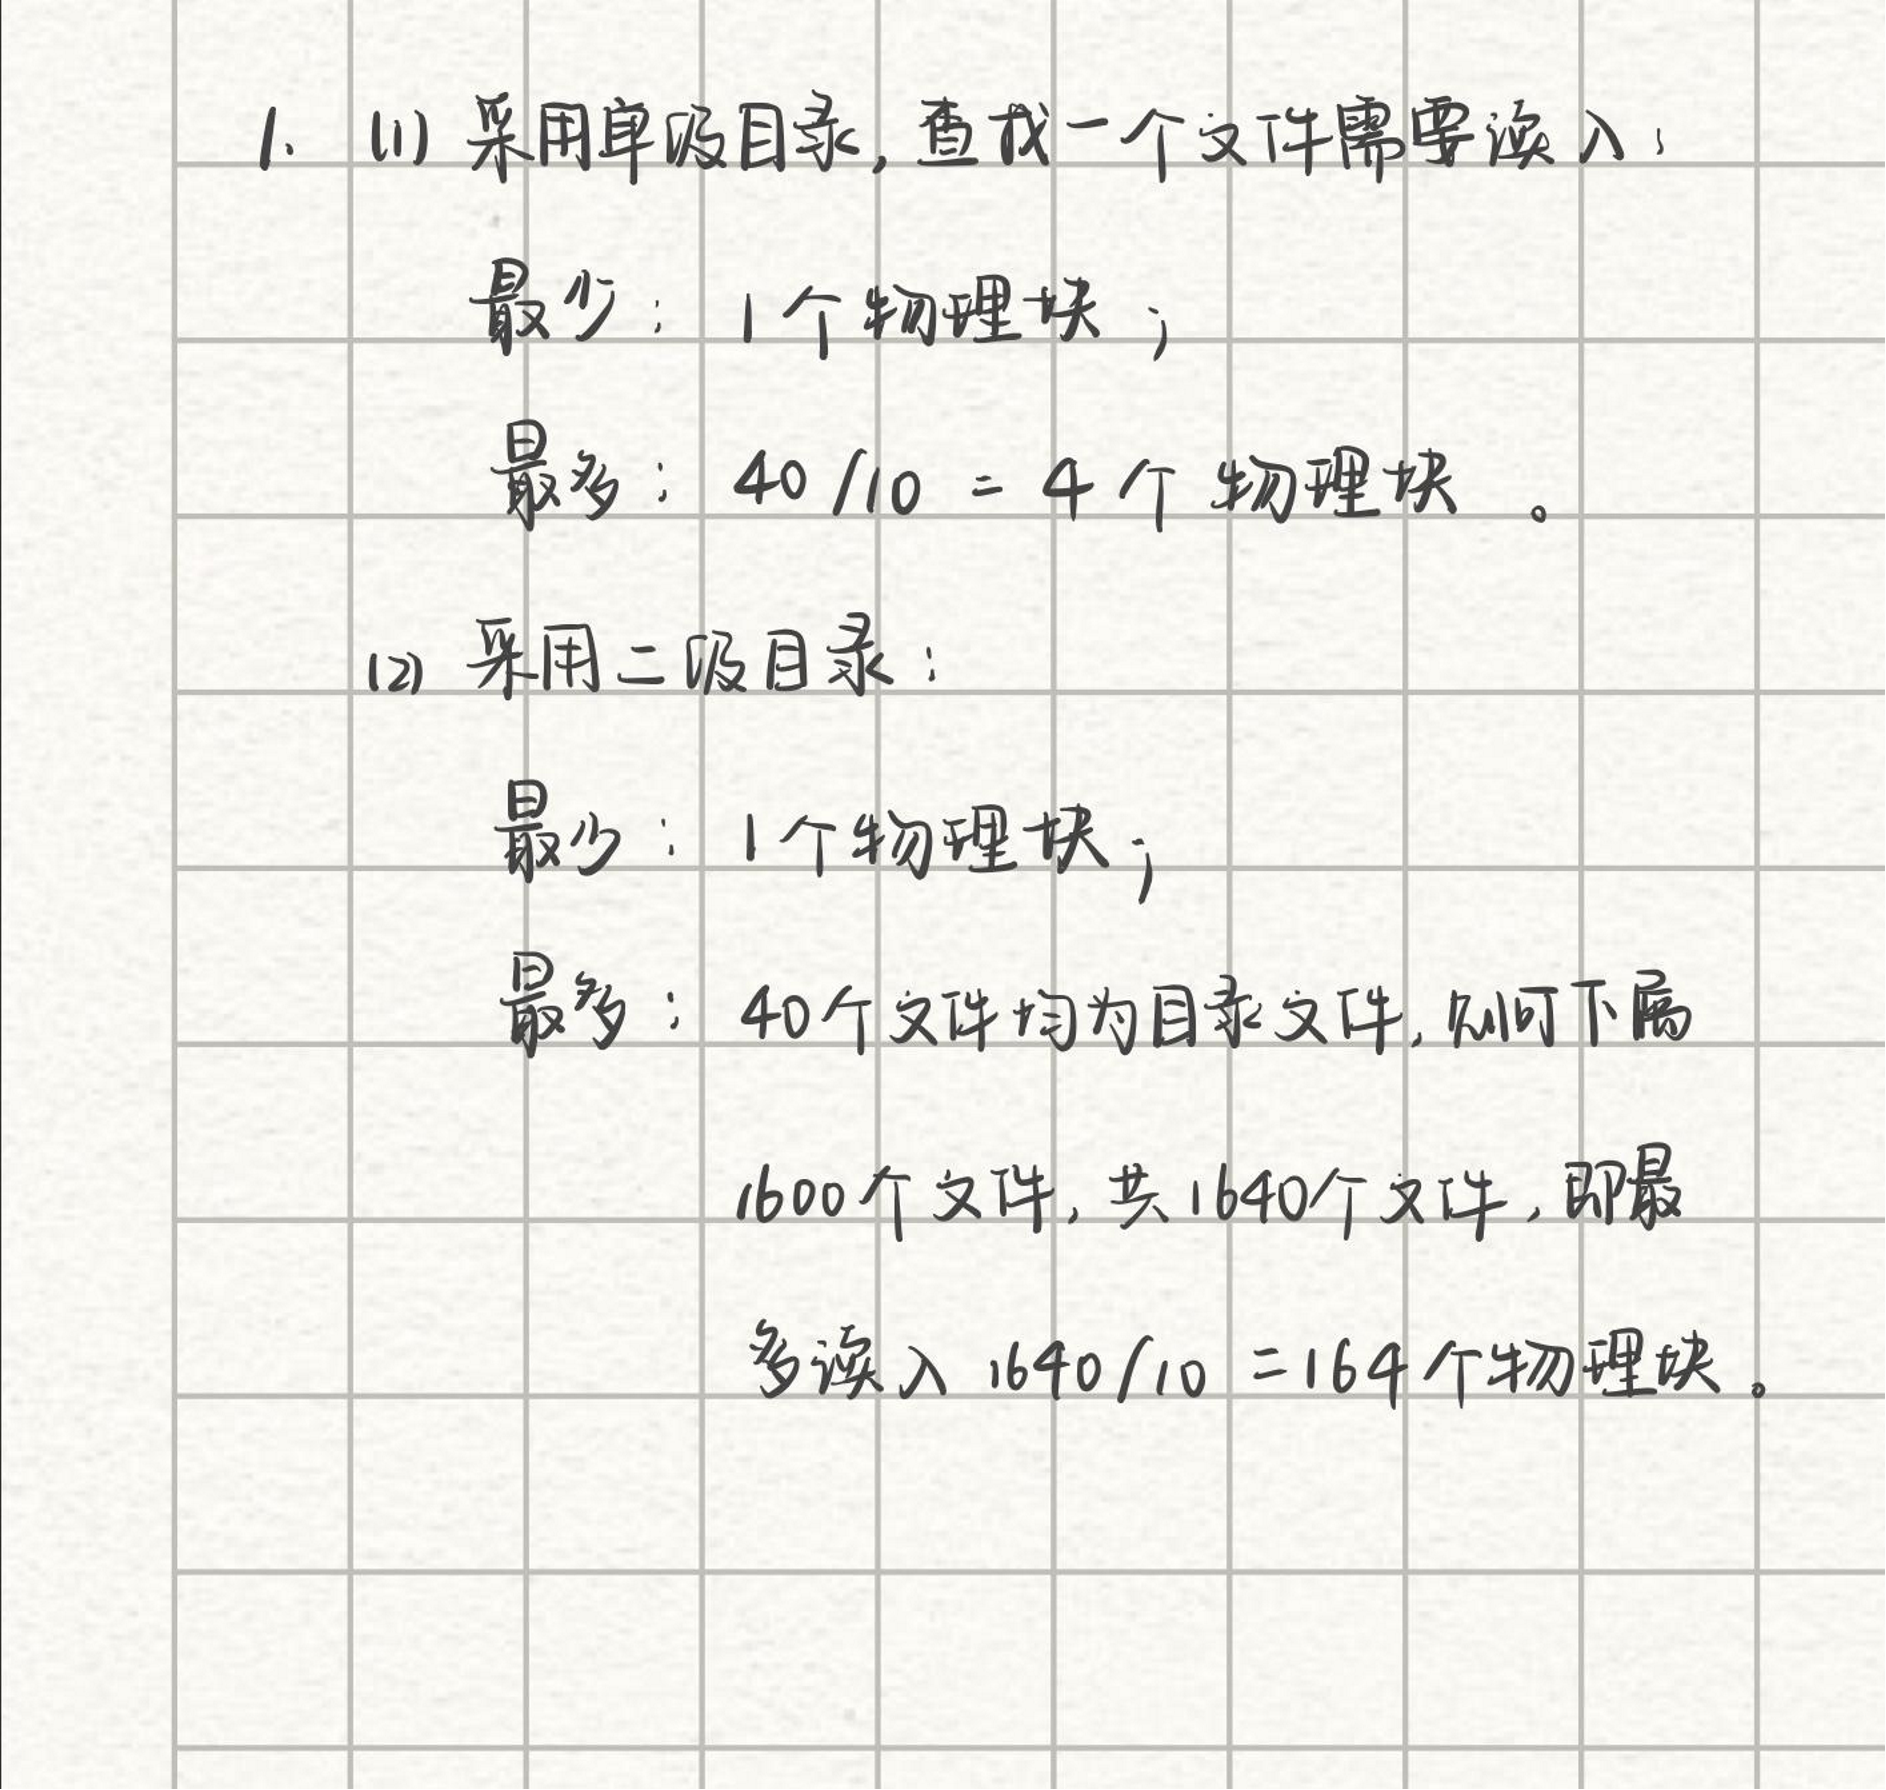 1. (1) 采用单级目录,查找一个文件需要读入:
最少: 1个物理块;
最多: 40/10 = 4个物理块。
(2) 采用二级目录:
最少: 1个物理块;
最多: 40个文件均为目录文件,则可下属
1600个文件,共1640个文件,即最
多读入 1640/10 =164个物理块。